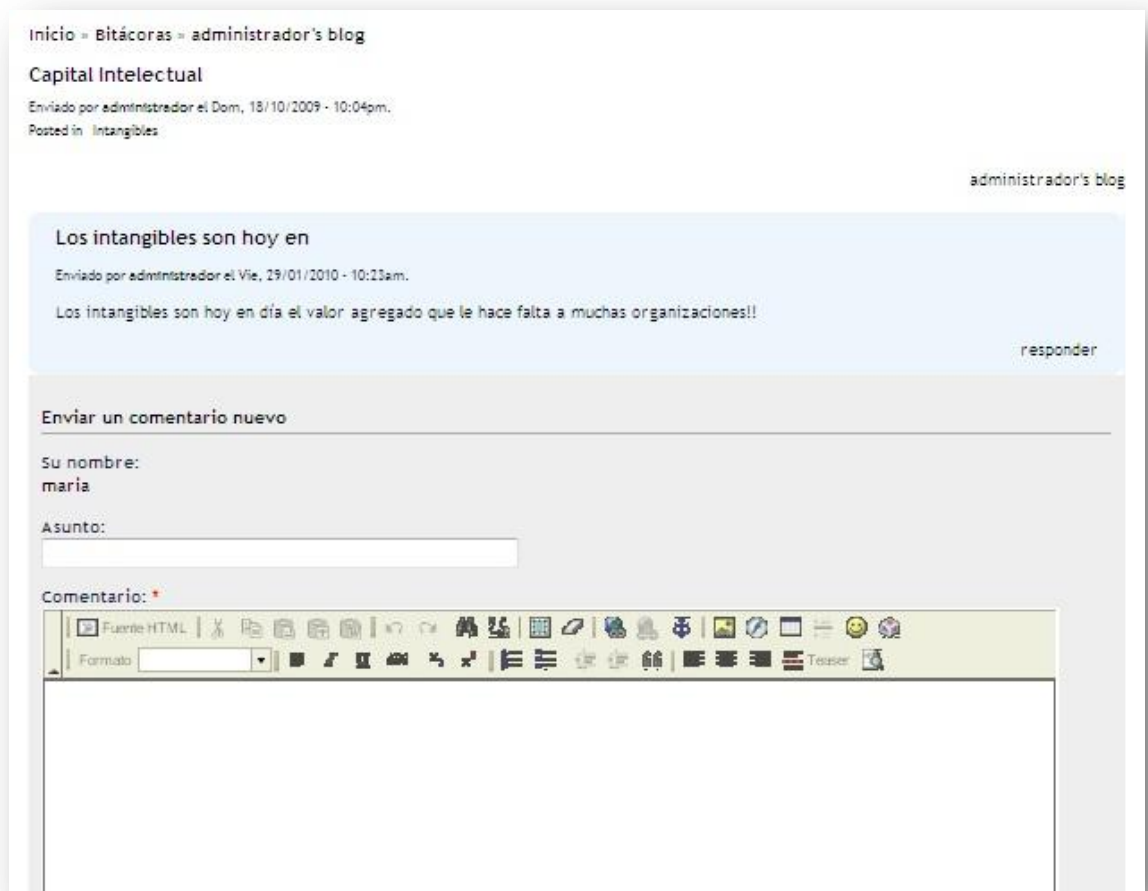 Inicio » Bitácoras » administrador's blog
Capital Intelectual
Enviado por administrador el Dom, 18/10/2009 - 10:04pm.
Posted in Intangibles
administrador's blog
Los intangibles son hoy en
Enviado por administrador el Vie, 29/01/2010 - 10:23am.
Los intangibles son hoy en día el valor agregado que le hace falta a muchas organizaciones!!
responder
Enviar un comentario nuevo
Su nombre:
maria
Asunto:
Comentario: *
Fuente HTML
Formato
Teaser